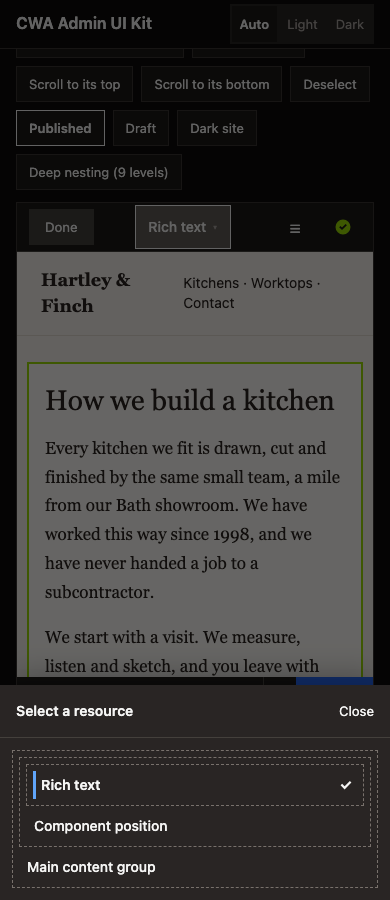 CWA Admin UI Kit
Auto Light Dark
Scroll to its top Scroll to its bottom Deselect
Published Draft Dark site
Deep nesting (9 levels)
Done Rich text
Hartley &
Finch
Kitchens · Worktops ·
Contact
How we build a kitchen
Every kitchen we fit is drawn, cut and
finished by the same small team, a mile
from our Bath showroom. We have
worked this way since 1998, and we
have never handed a job to a
subcontractor.
We start with a visit. We measure,
listen and sketch, and you leave with
Select a resource Close
Rich text
Component position
Main content group